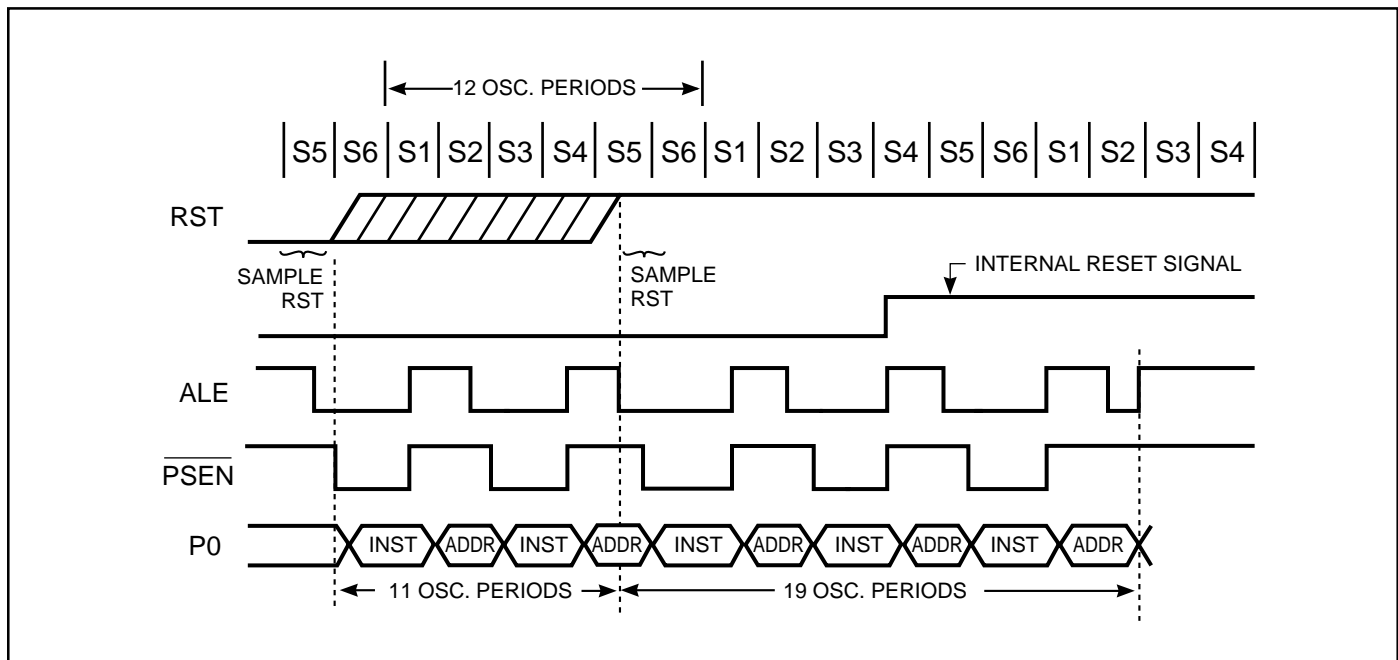 12 OSC. PERIODS
S5 S6 S1 S2 S3 S4 S5 S6 S1 S2 S3 S4 S5 S6 S1 S2 S3 S4
RST
SAMPLE
RST
SAMPLE
RST
INTERNAL RESET SIGNAL
ALE
PSEN
P0
INST ADDR INST ADDR INST ADDR INST ADDR INST ADDR
11 OSC. PERIODS
19 OSC. PERIODS